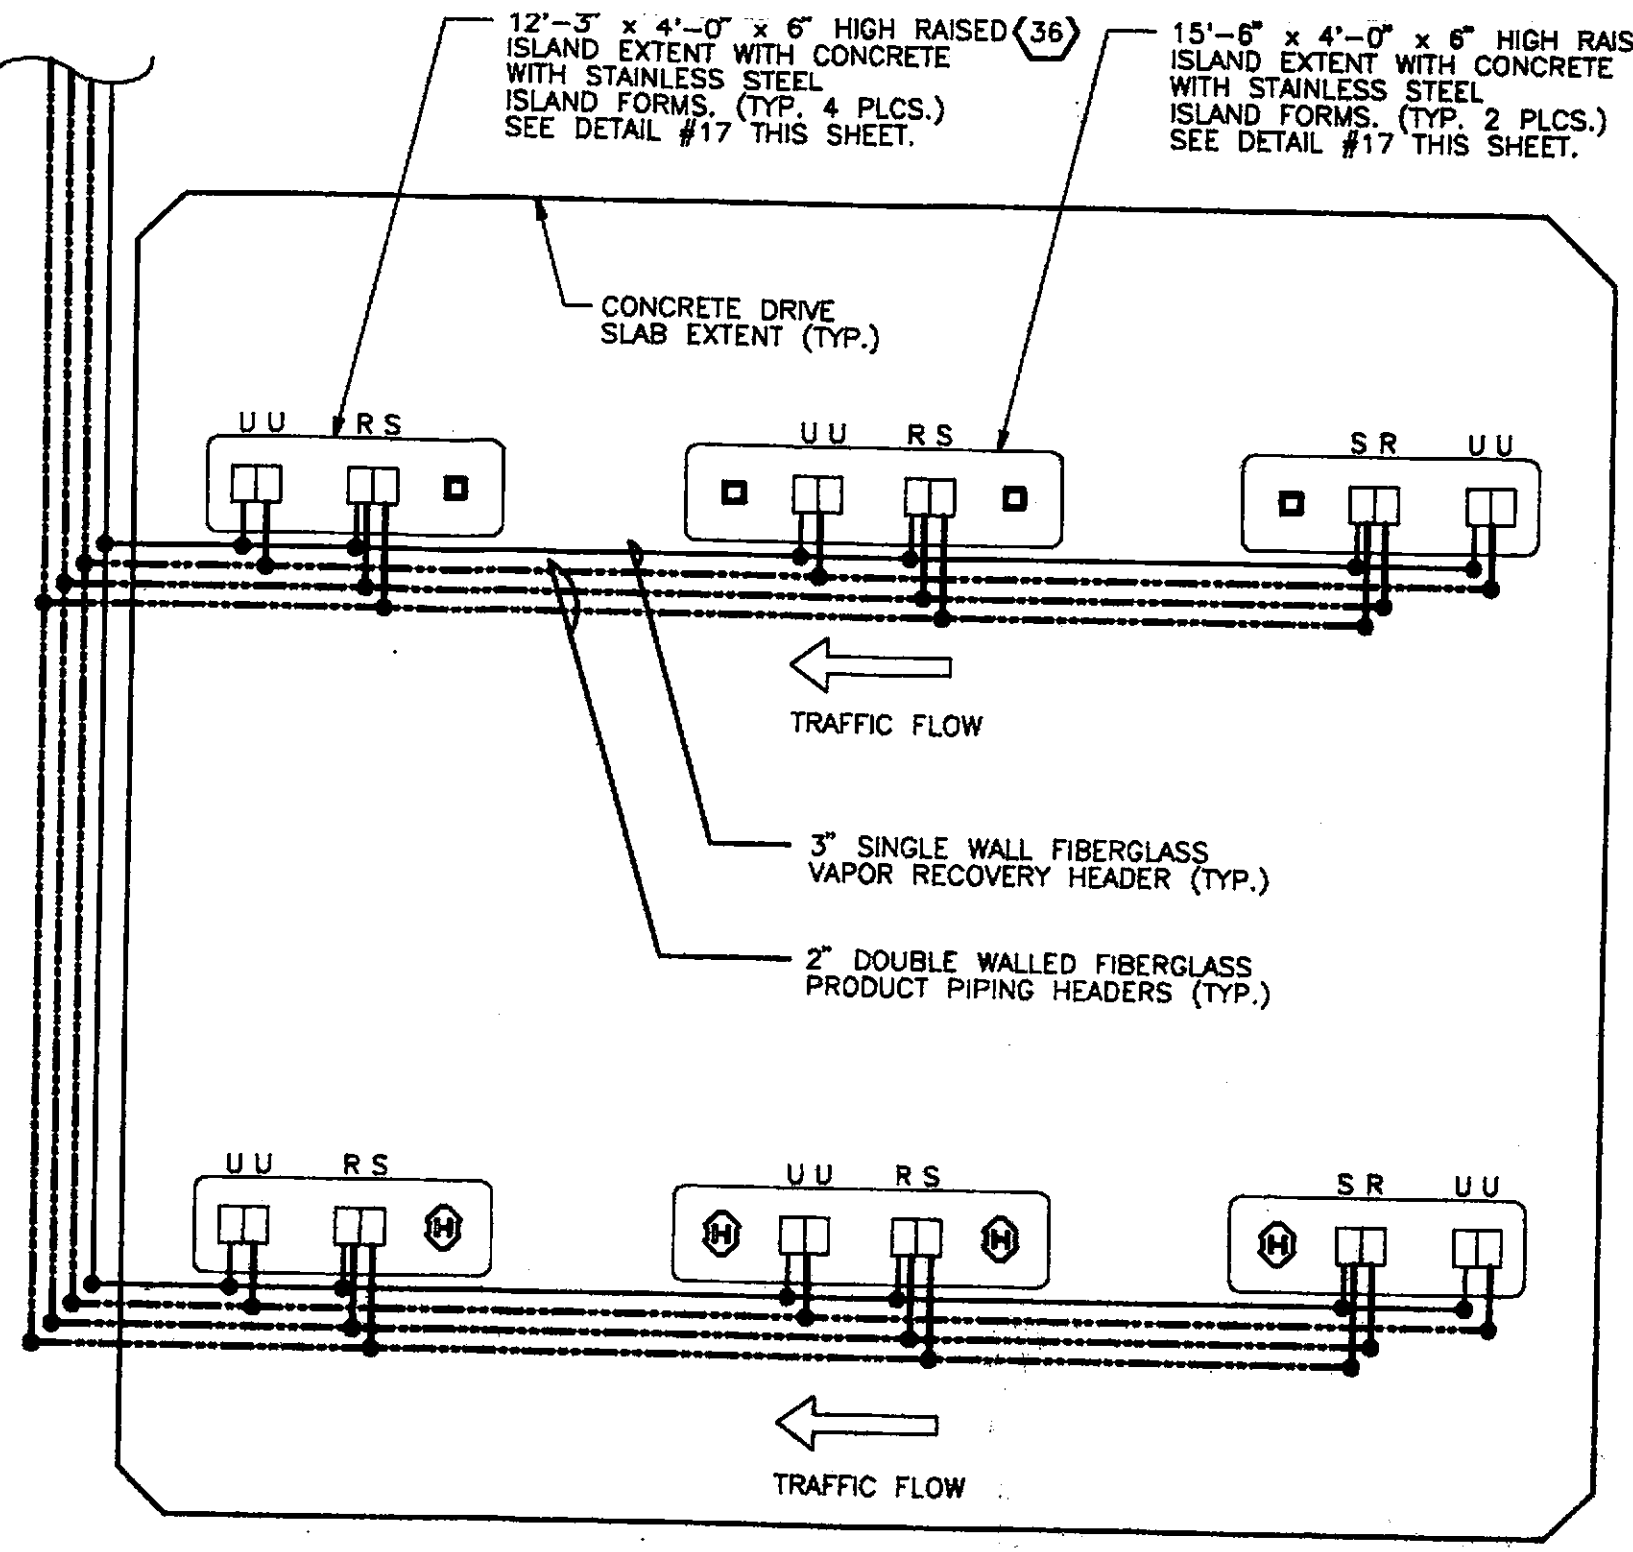 12'-3" x 4'-0" x 6" HIGH RAISED
ISLAND EXTENT WITH CONCRETE
WITH STAINLESS STEEL
ISLAND FORMS. (TYP. 4 PLCS.)
SEE DETAIL #17 THIS SHEET.
36
15'-6" x 4'-0" x 6" HIGH RAIS
ISLAND EXTENT WITH CONCRETE
WITH STAINLESS STEEL
ISLAND FORMS. (TYP. 2 PLCS.)
SEE DETAIL #17 THIS SHEET.
CONCRETE DRIVE
SLAB EXTENT (TYP.)
U U R S
U U R S
S R U U
TRAFFIC FLOW
3" SINGLE WALL FIBERGLASS
VAPOR RECOVERY HEADER (TYP.)
2" DOUBLE WALLED FIBERGLASS
PRODUCT PIPING HEADERS (TYP.)
U U R S
U U R S
S R U U
H
H H
H
TRAFFIC FLOW